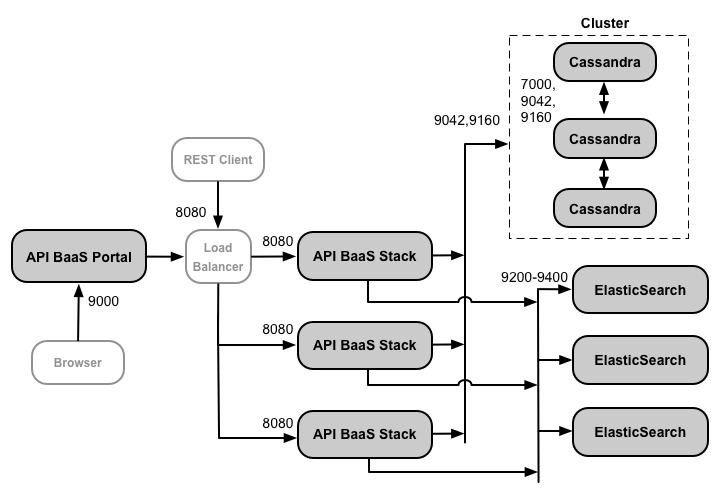 Cluster
Cassandra
7000,
9042,
9160
9042,9160
Cassandra
REST Client
Cassandra
8080
API BaaS Portal
Load
Balancer
8080
API BaaS Stack
9200-9400
ElasticSearch
9000
8080
API BaaS Stack
Browser
ElasticSearch
8080
API BaaS Stack
ElasticSearch